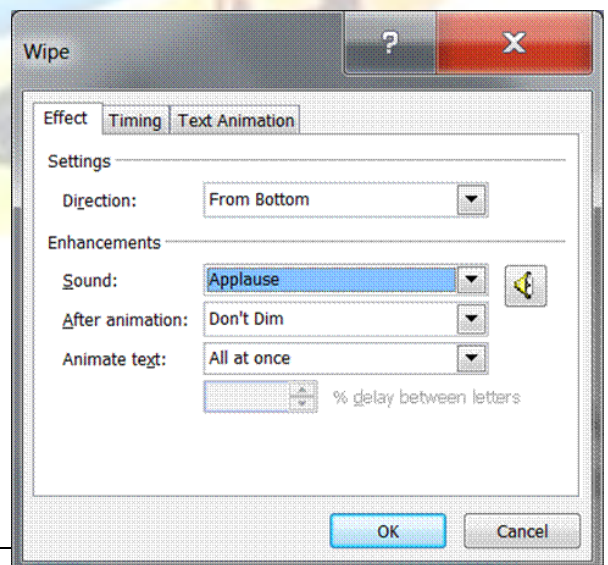 Wipe
?
X
Effect Timing Text Animation
Settings
Direction: From Bottom
Enhancements
Sound: Applause
After animation: Don't Dim
Animate text: All at once
% delay between letters
OK Cancel